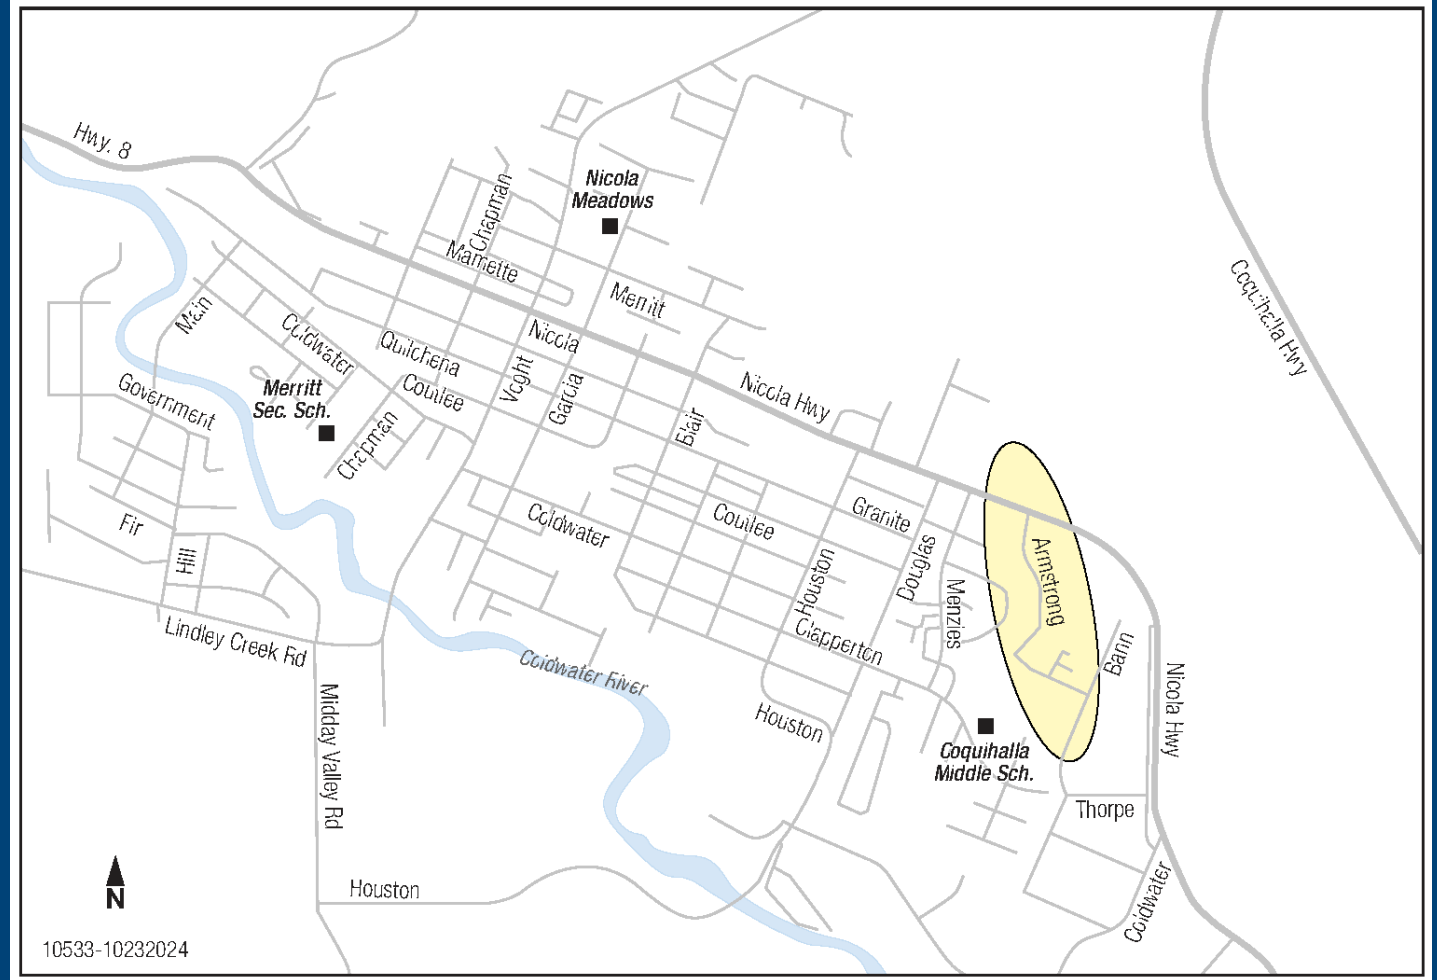 Hwy. 8
Nicola
Meadows
Chapman
Mamette
Merritt
Coquihalla Hwy
Main
Coldwater
Quilchena
Nicola
Coutlee
Voght
Garcia
Nicola Hwy
Government
Merritt
Sec. Sch.
Chapman
Blair
Fir
Hill
Coldwater
Coutlee
Granite
Houston
Douglas
Menzies
Armstrong
Lindley Creek Rd
Clapperton
Bann
Coldwater River
Midday Valley Rd
Houston
Coquihalla
Middle Sch.
Nicola Hwy
Thorpe
N
Houston
Coldwater
10533-10232024